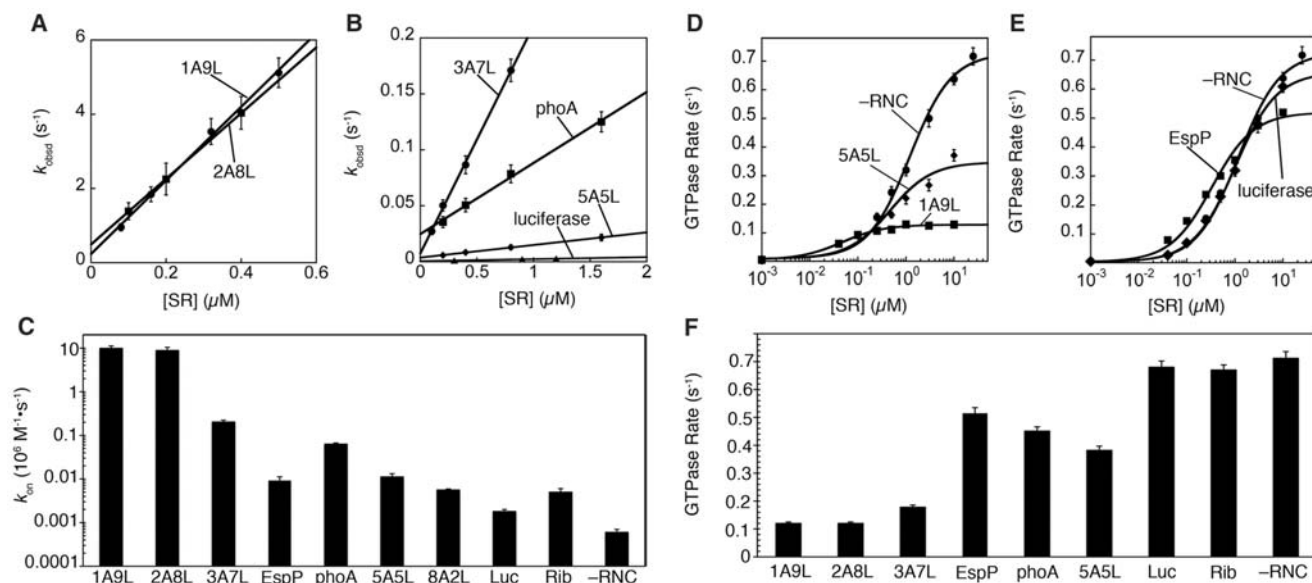 A
k_obsd (s⁻¹)
6
4
2
0
1A9L
2A8L
0 0.2 0.4 0.6
[SR] (µM)
B
k_obsd (s⁻¹)
0.2
0.15
0.1
0.05
0
3A7L
phoA
5A5L
luciferase
0 0.4 0.8 1.2 1.6 2
[SR] (µM)
D
GTPase Rate (s⁻¹)
0.7
0.6
0.5
0.4
0.3
0.2
0.1
–RNC
5A5L
1A9L
10⁻³ 10⁻² 10⁻¹ 10⁰ 10¹
[SR] (µM)
E
GTPase Rate (s⁻¹)
0.7
0.6
0.5
0.4
0.3
0.2
0.1
–RNC
EspP
luciferase
10⁻³ 10⁻² 10⁻¹ 10⁰ 10¹
[SR] (µM)
C
k_on (10⁶ M⁻¹•s⁻¹)
10
1
0.1
0.01
0.001
0.0001
1A9L 2A8L 3A7L EspP phoA 5A5L 8A2L Luc Rib –RNC
F
GTPase Rate (s⁻¹)
0.7
0.6
0.5
0.4
0.3
0.2
0.1
0
1A9L 2A8L 3A7L EspP phoA 5A5L Luc Rib –RNC